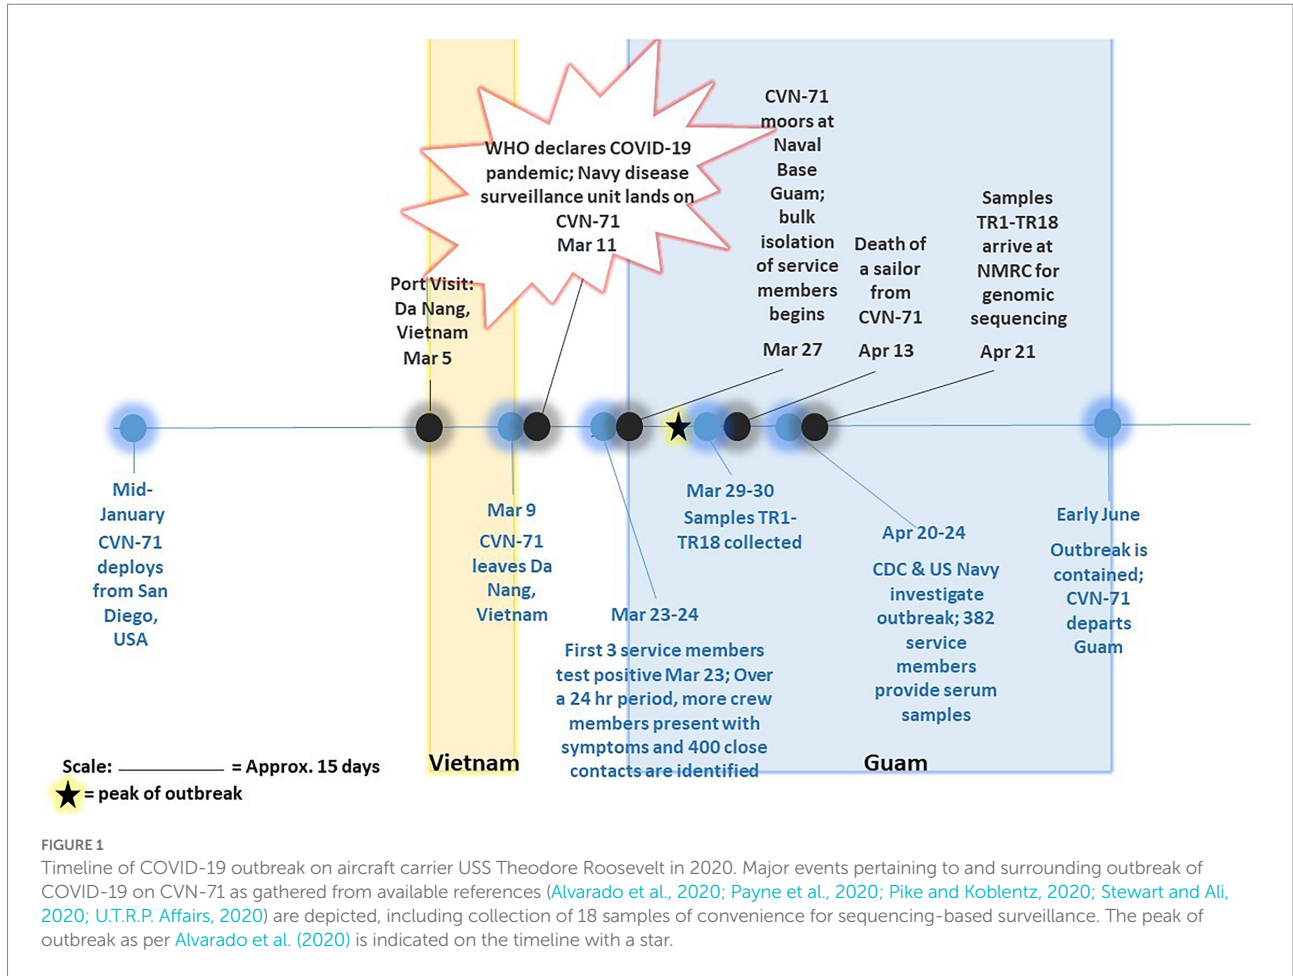 WHO declares COVID-19
pandemic; Navy disease
surveillance unit lands on
CVN-71
Mar 11
CVN-71
moors at
Naval
Base
Guam;
bulk
isolation
of service
members
begins
Mar 27
Death of
a sailor
from
CVN-71
Apr 13
Samples
TR1-TR18
arrive at
NMRC for
genomic
sequencing
Apr 21
Port Visit:
Da Nang,
Vietnam
Mar 5
Mid-
January
CVN-71
deploys
from San
Diego,
USA
Mar 9
CVN-71
leaves Da
Nang,
Vietnam
Mar 23-24
First 3 service members
test positive Mar 23; Over
a 24 hr period, more crew
members present with
symptoms and 400 close
contacts are identified
Mar 29-30
Samples TR1-
TR18 collected
Apr 20-24
CDC & US Navy
investigate
outbreak; 382
service
members
provide serum
samples
Early June
Outbreak is
contained;
CVN-71
departs
Guam
Vietnam
Guam
Scale: = Approx. 15 days
= peak of outbreak
FIGURE 1
Timeline of COVID-19 outbreak on aircraft carrier USS Theodore Roosevelt in 2020. Major events pertaining to and surrounding outbreak of
COVID-19 on CVN-71 as gathered from available references (Alvarado et al., 2020; Payne et al., 2020; Pike and Koblentz, 2020; Stewart and Ali,
2020; U.T.R.P. Affairs, 2020) are depicted, including collection of 18 samples of convenience for sequencing-based surveillance. The peak of
outbreak as per Alvarado et al. (2020) is indicated on the timeline with a star.